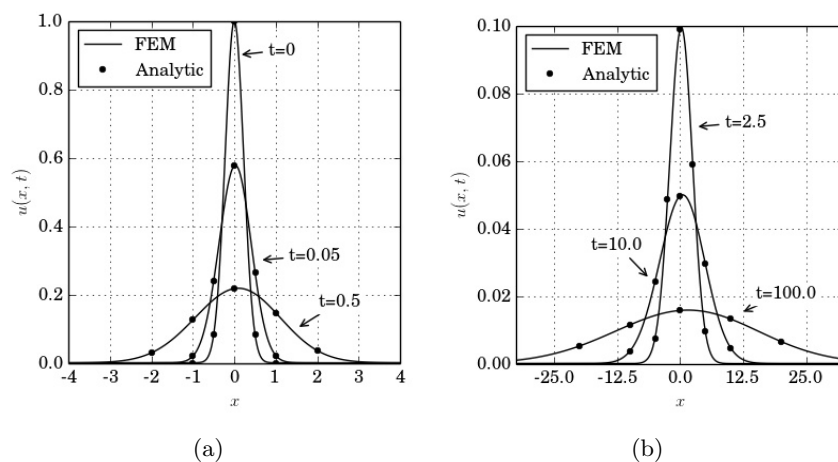 1.0
0.8
0.6
0.4
0.2
0.0
u(x, t)
FEM
Analytic
t=0
t=0.05
t=0.5
-4 -3 -2 -1 0 1 2 3 4
x
(a)
0.10
0.08
0.06
0.04
0.02
0.00
u(x, t)
FEM
Analytic
t=2.5
t=10.0
t=100.0
-25.0 -12.5 0.0 12.5 25.0
x
(b)